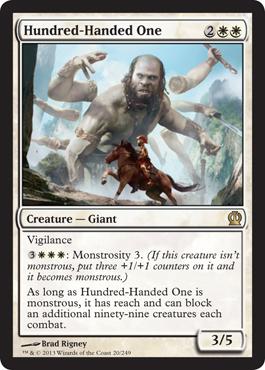 Hundred-Handed One 2
Creature — Giant
Vigilance
3: Monstrosity 3. (If this creature isn't
monstrous, put three +1/+1 counters on it and
it becomes monstrous.)
As long as Hundred-Handed One is
monstrous, it has reach and can block
an additional ninety-nine creatures each
combat.
Brad Rigney
™ & © 2013 Wizards of the Coast 20/249
3/5